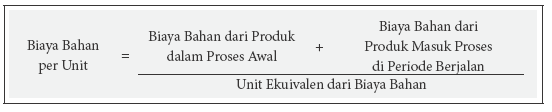 Biaya Bahan
per Unit
=
Biaya Bahan dari Produk
dalam Proses Awal
+
Biaya Bahan dari
Produk Masuk Proses
di Periode Berjalan
Unit Ekuivalen dari Biaya Bahan